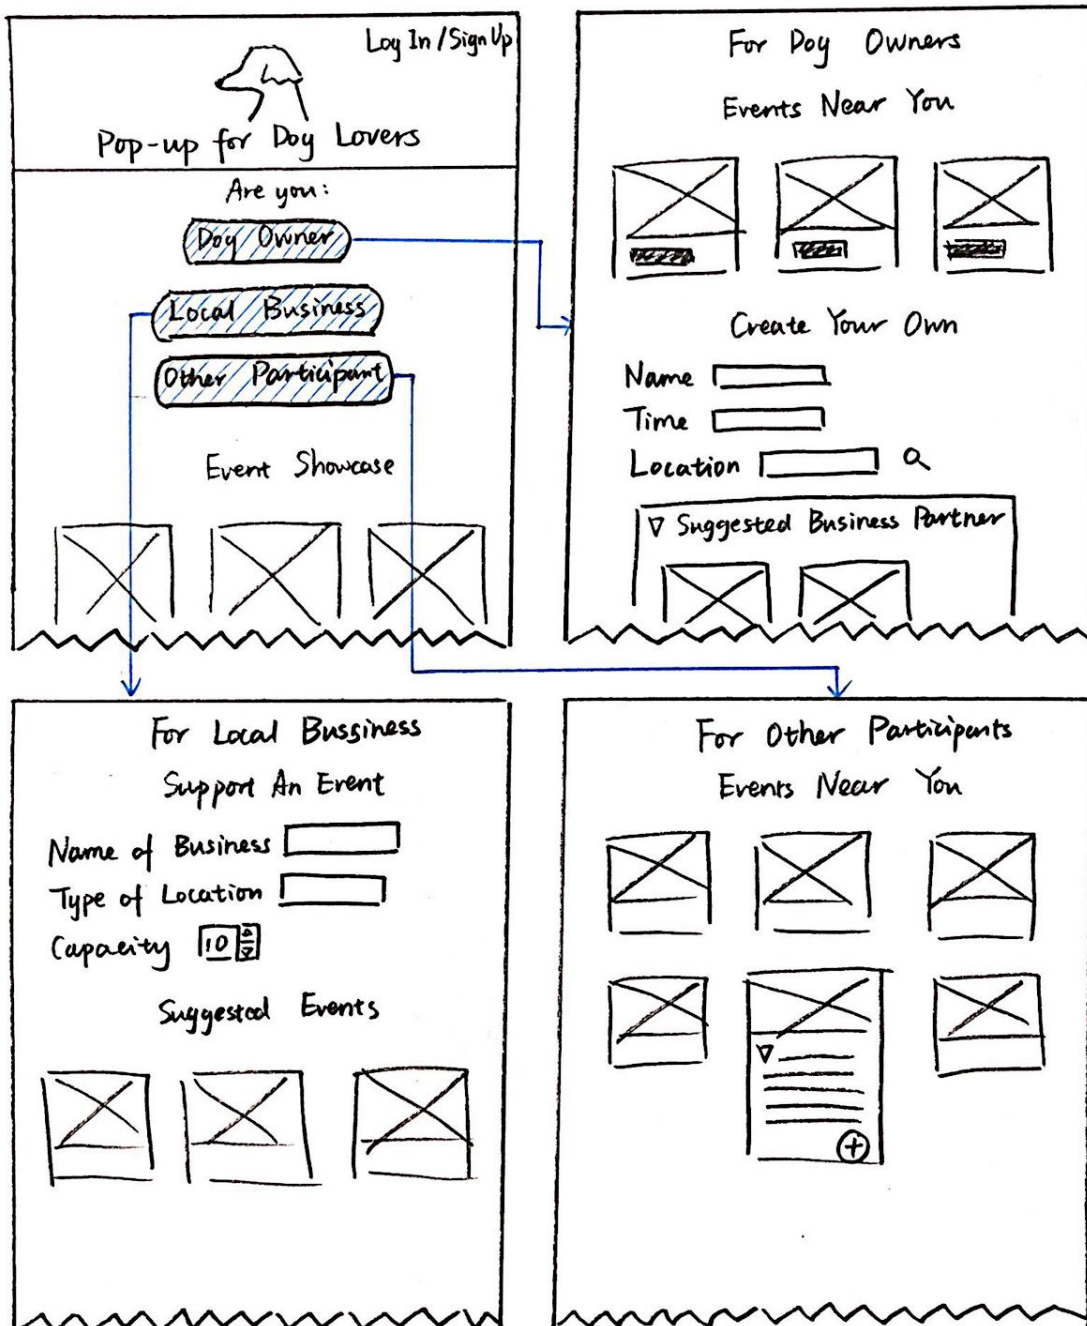 Log In / Sign Up
Pop-up for Dog Lovers
Are you:
Dog Owner
Local Business
Other Participant
Event Showcase
For Dog Owners
Events Near You
Create Your Own
Name
Time
Location
Suggested Business Partner
For Local Bussiness
Support An Event
Name of Business
Type of Location
Capacity 10
Suggested Events
For Other Participants
Events Near You